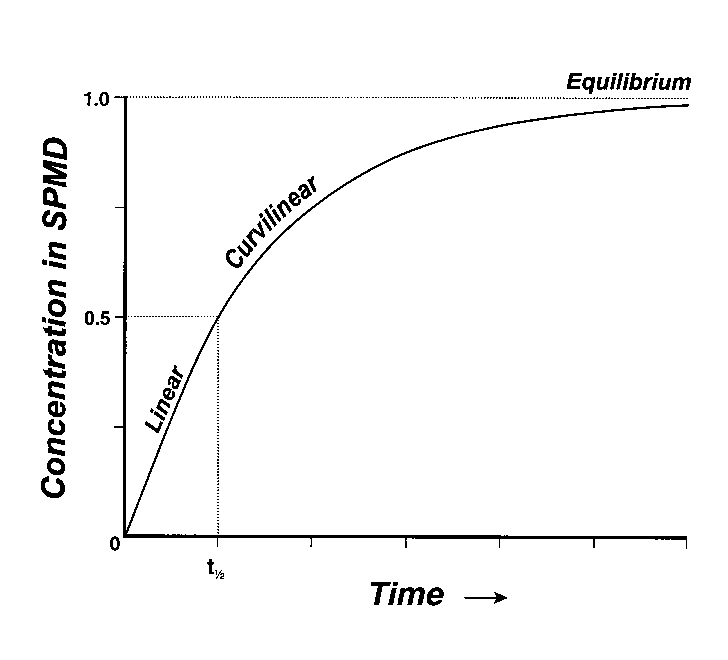 Equilibrium
1.0
Concentration in SPMD
Curvilinear
0.5
Linear
0
t½
Time →